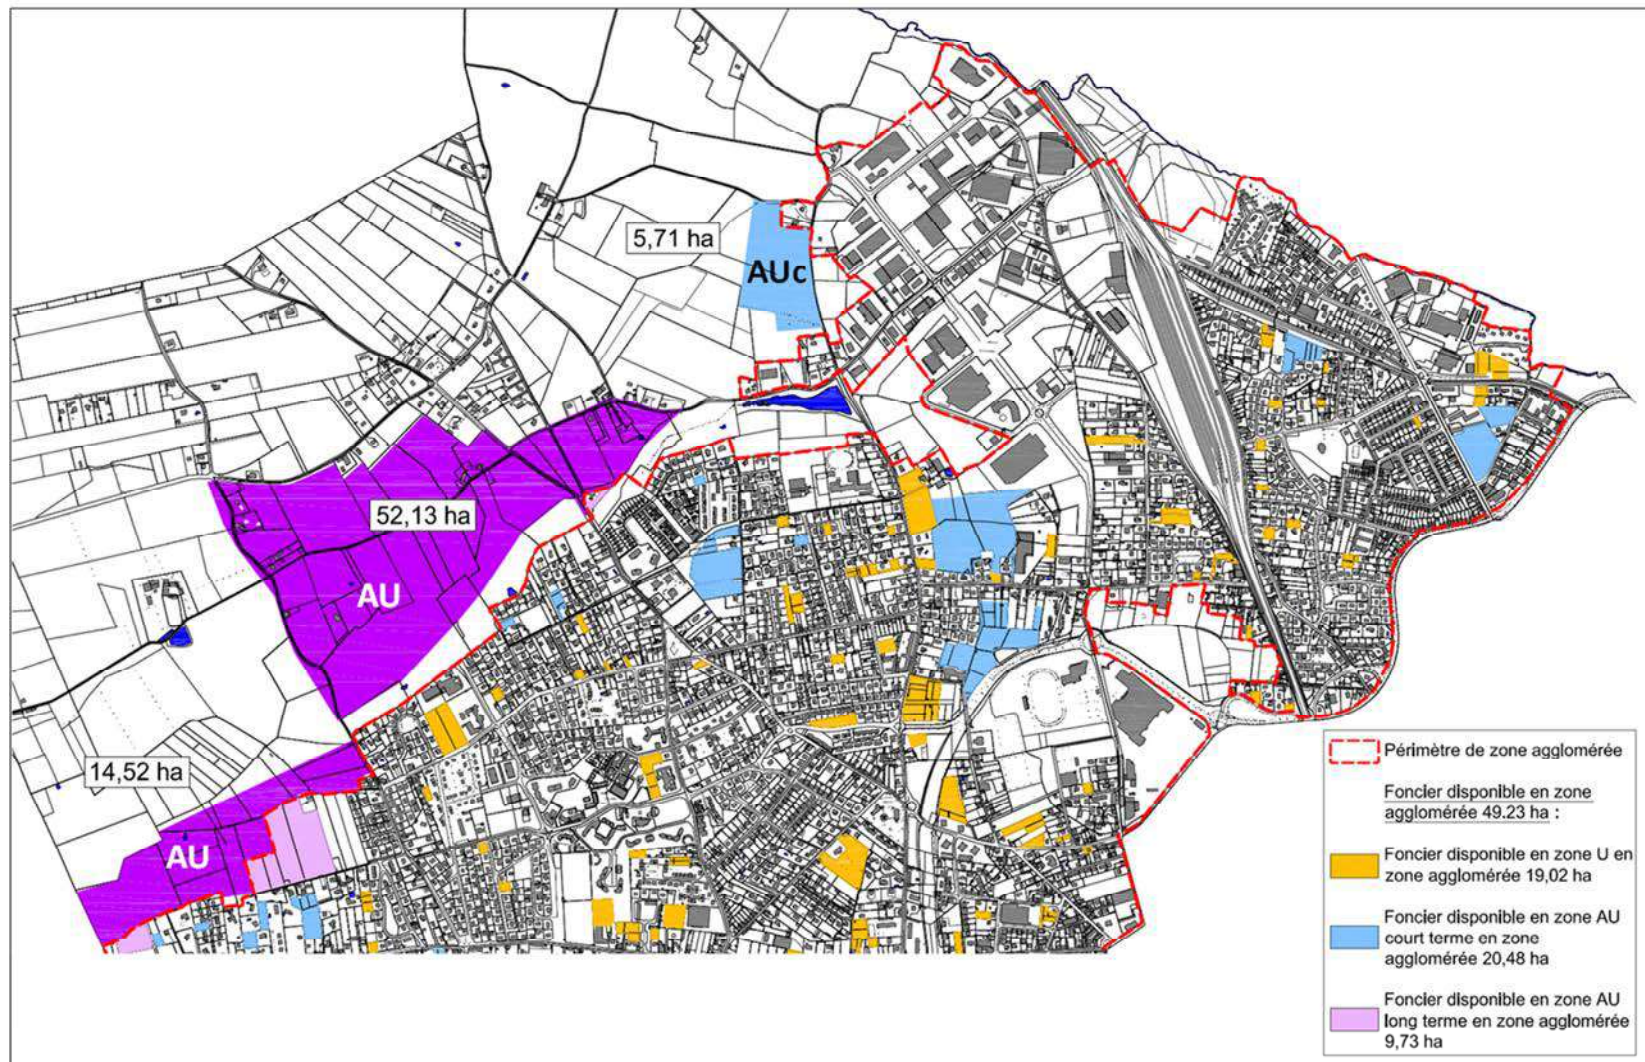 5,71 ha
AUc
52,13 ha
AU
14,52 ha
AU
Périmètre de zone agglomérée
Foncier disponible en zone
agglomérée 49.23 ha :
Foncier disponible en zone U en
zone agglomérée 19,02 ha
Foncier disponible en zone AU
court terme en zone
agglomérée 20,48 ha
Foncier disponible en zone AU
long terme en zone agglomérée
9,73 ha